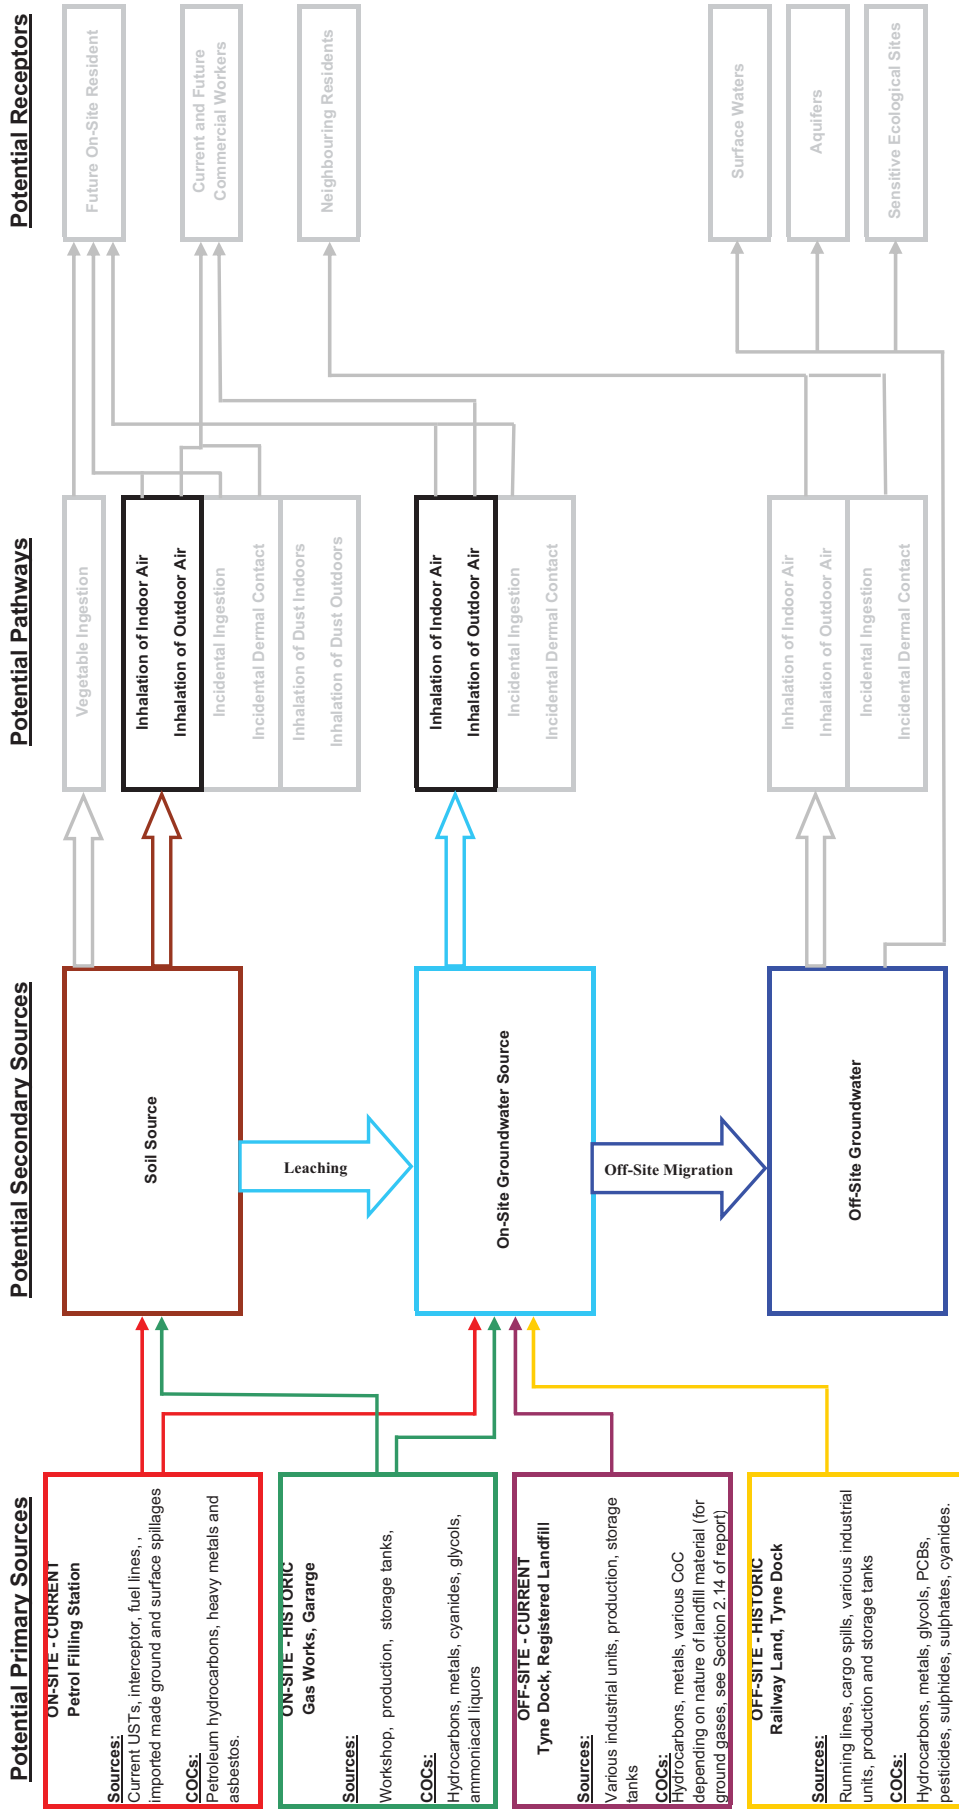 Potential Primary Sources
ON-SITE - CURRENT
Petrol Filling Station
Sources:
Current USTs, interceptor, fuel lines, ,
imported made ground and surface spillages
COCs:
Petroleum hydrocarbons, heavy metals and
asbestos.
ON-SITE - HISTORIC
Gas Works, Gararge
Sources:
Workshop, production, storage tanks,
COCs:
Hydrocarbons, metals, cyanides, glycols,
ammoniacal liquors
OFF-SITE - CURRENT
Tyne Dock, Registered Landfill
Sources:
Various industrial units, production, storage
tanks
COCs:
Hydrocarbons, metals, various CoC
depending on nature of landfill material (for
ground gases, see Section 2.14 of report)
OFF-SITE - HISTORIC
Railway Land, Tyne Dock
Sources:
Running lines, cargo spills, various industrial
units, production and storage tanks
COCs:
Hydrocarbons, metals, glycols, PCBs,
pesticides, sulphides, sulphates, cyanides.
Potential Secondary Sources
Soil Source
Leaching
On-Site Groundwater Source
Off-Site Migration
Off-Site Groundwater
Potential Pathways
Vegetable Ingestion
Inhalation of Indoor Air
Inhalation of Outdoor Air
Incidental Ingestion
Incidental Dermal Contact
Inhalation of Dust Indoors
Inhalation of Dust Outdoors
Inhalation of Indoor Air
Inhalation of Outdoor Air
Incidental Ingestion
Incidental Dermal Contact
Inhalation of Indoor Air
Inhalation of Outdoor Air
Incidental Ingestion
Incidental Dermal Contact
Potential Receptors
Future On-Site Resident
Current and Future
Commercial Workers
Neighbouring Residents
Surface Waters
Aquifers
Sensitive Ecological Sites